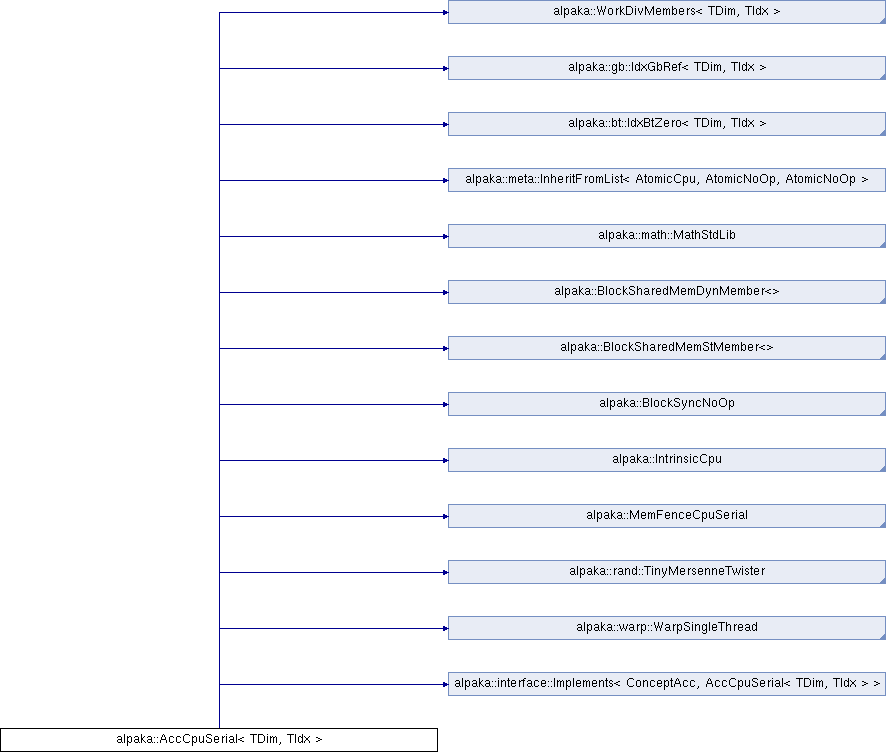 alpaka::WorkDivMembers< TDim, TIdx >
alpaka::gb::IdxGbRef< TDim, TIdx >
alpaka::bt::IdxBtZero< TDim, TIdx >
alpaka::meta::InheritFromList< AtomicCpu, AtomicNoOp, AtomicNoOp >
alpaka::math::MathStdLib
alpaka::BlockSharedMemDynMember<>
alpaka::BlockSharedMemStMember<>
alpaka::BlockSyncNoOp
alpaka::IntrinsicCpu
alpaka::MemFenceCpuSerial
alpaka::rand::TinyMersenneTwister
alpaka::warp::WarpSingleThread
alpaka::interface::Implements< ConceptAcc, AccCpuSerial< TDim, TIdx > >
alpaka::AccCpuSerial< TDim, TIdx >